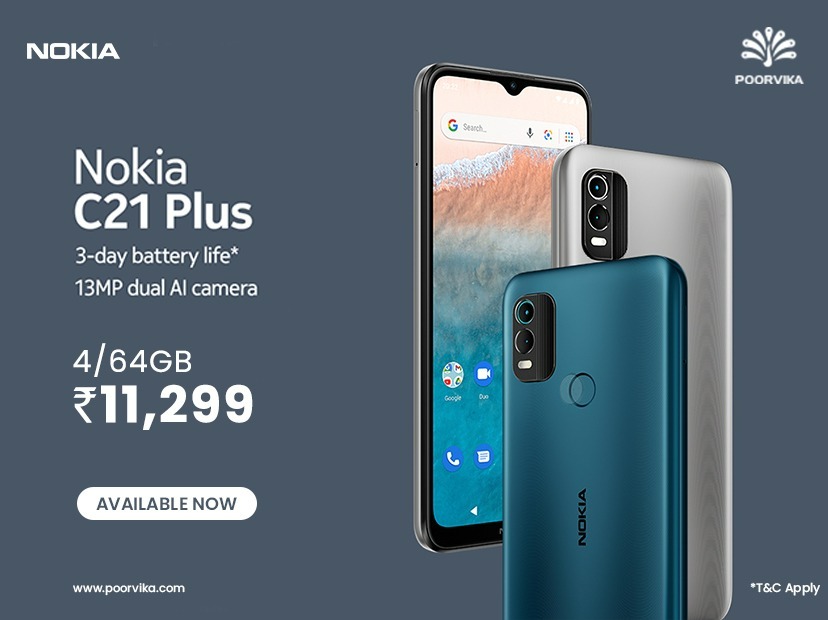 NOKIA
POORVIKA
Nokia
C21 Plus
3-day battery life*
13MP dual AI camera
4/64GB
₹11,299
AVAILABLE NOW
www.poorvika.com
Search...
Google
Duo
NOKIA
*T&C Apply